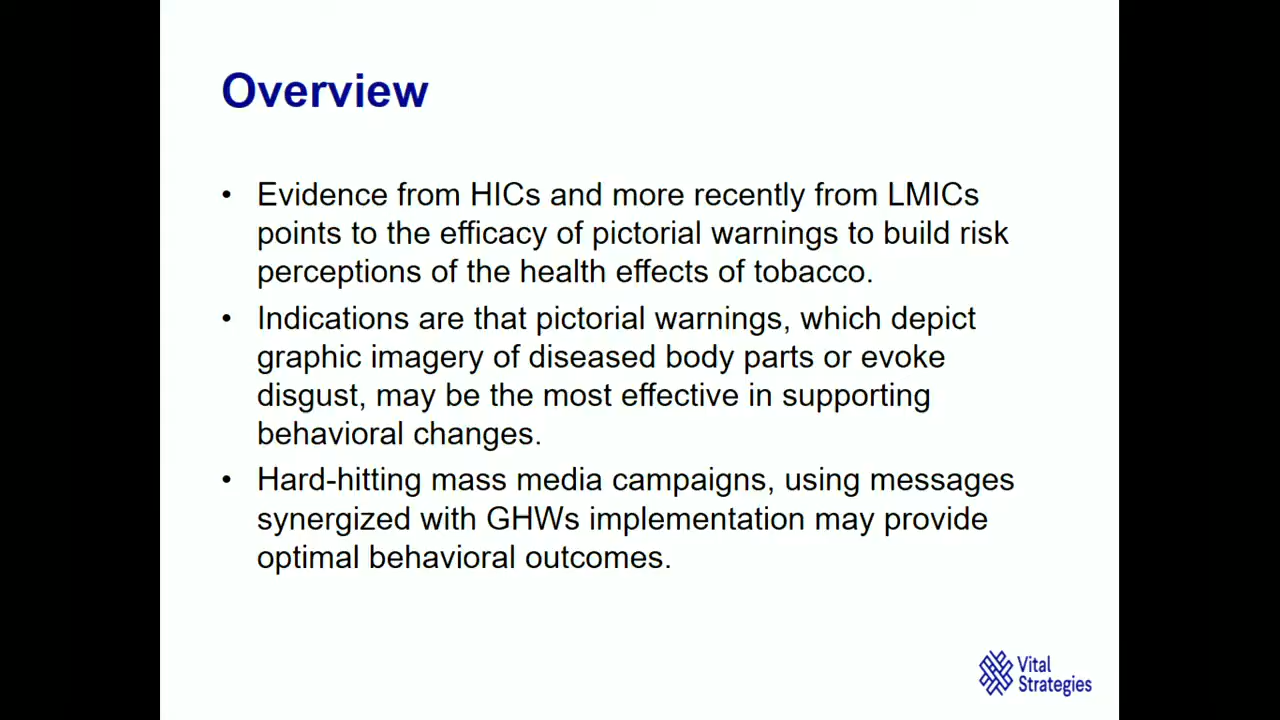 Overview
• Evidence from HICs and more recently from LMICs
points to the efficacy of pictorial warnings to build risk
perceptions of the health effects of tobacco.
• Indications are that pictorial warnings, which depict
graphic imagery of diseased body parts or evoke
disgust, may be the most effective in supporting
behavioral changes.
• Hard-hitting mass media campaigns, using messages
synergized with GHWs implementation may provide
optimal behavioral outcomes.
Vital
Strategies